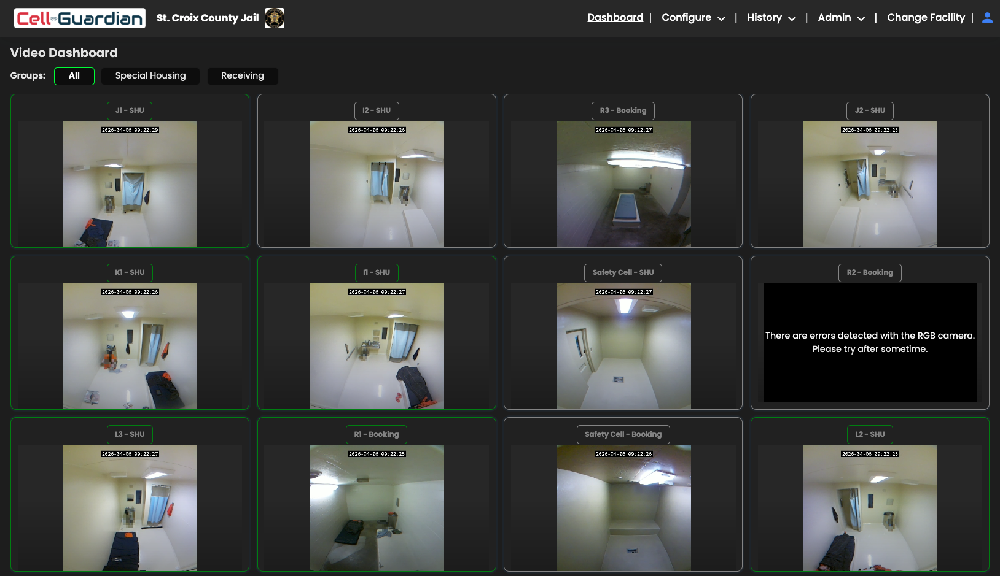 Cell Guardian
St. Croix County Jail
Dashboard | Configure | History | Admin | Change Facility |
Video Dashboard
Groups: All Special Housing Receiving
J1 - SHU
2026-04-06 09:22:29
I2 - SHU
2026-04-06 09:22:26
R3 - Booking
2026-04-06 09:22:27
J2 - SHU
2026-04-06 09:22:28
K1 - SHU
2026-04-06 09:22:26
I1 - SHU
2026-04-06 09:22:27
Safety Cell - SHU
2026-04-06 09:22:27
R2 - Booking
There are errors detected with the RGB camera.
Please try after sometime.
L3 - SHU
2026-04-06 09:22:27
R1 - Booking
2026-04-06 09:22:25
Safety Cell - Booking
2026-04-06 09:22:26
L2 - SHU
2026-04-06 09:22:25